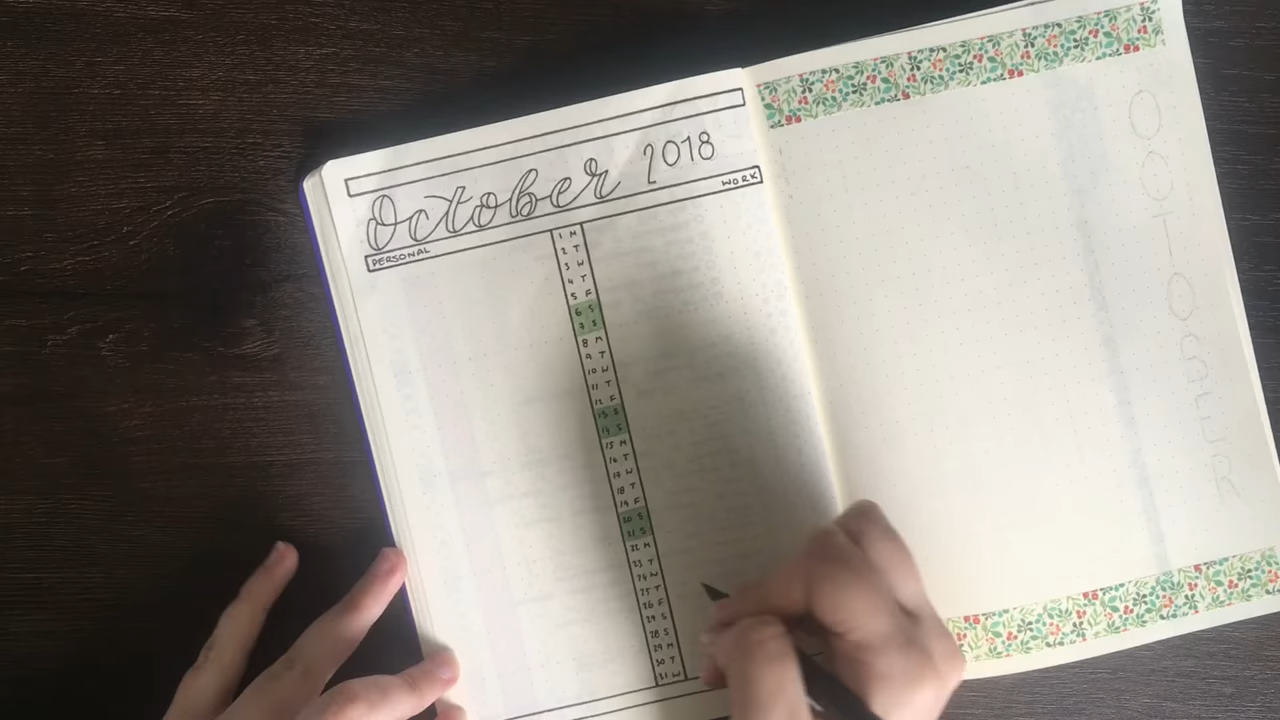 October 2018
WORK
PERSONAL
1 M
2 T
3 W
4 T
5 F
6 S
7 S
8 M
9 T
10 W
11 T
12 F
13 S
14 S
15 M
16 T
17 W
18 T
19 F
20 S
21 S
22 M
23 T
24 W
25 T
26 F
27 S
28 S
29 M
30 T
31 W
OCTOBER